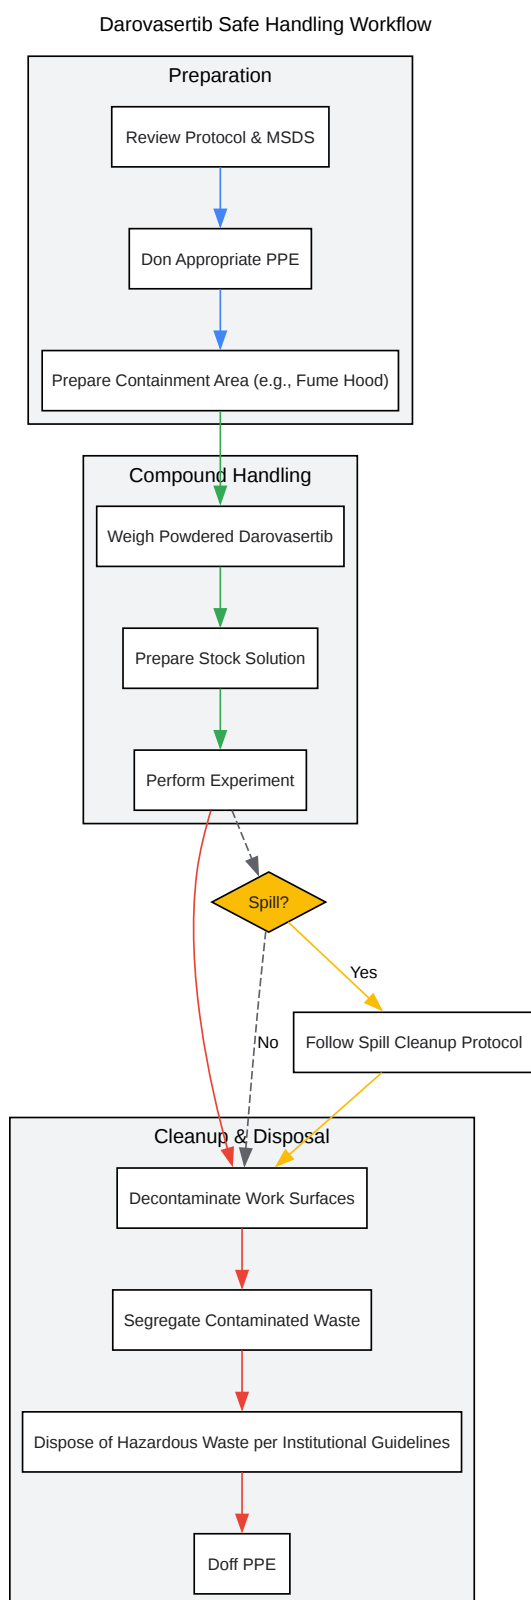 Darovasertib Safe Handling Workflow
Preparation
Review Protocol & MSDS
Don Appropriate PPE
Prepare Containment Area (e.g., Fume Hood)
Compound Handling
Weigh Powdered Darovasertib
Prepare Stock Solution
Perform Experiment
Spill?
Yes
No
Follow Spill Cleanup Protocol
Cleanup & Disposal
Decontaminate Work Surfaces
Segregate Contaminated Waste
Dispose of Hazardous Waste per Institutional Guidelines
Doff PPE